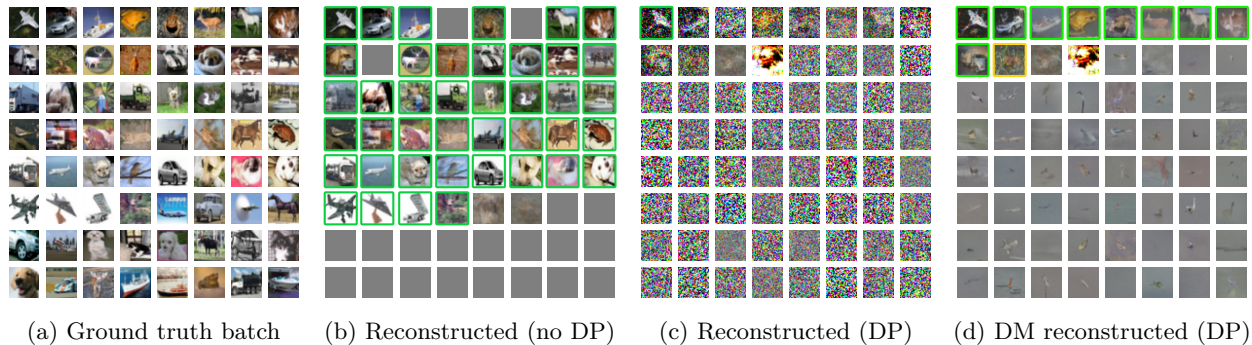 (a) Ground truth batch
(b) Reconstructed (no DP)
(c) Reconstructed (DP)
(d) DM reconstructed (DP)